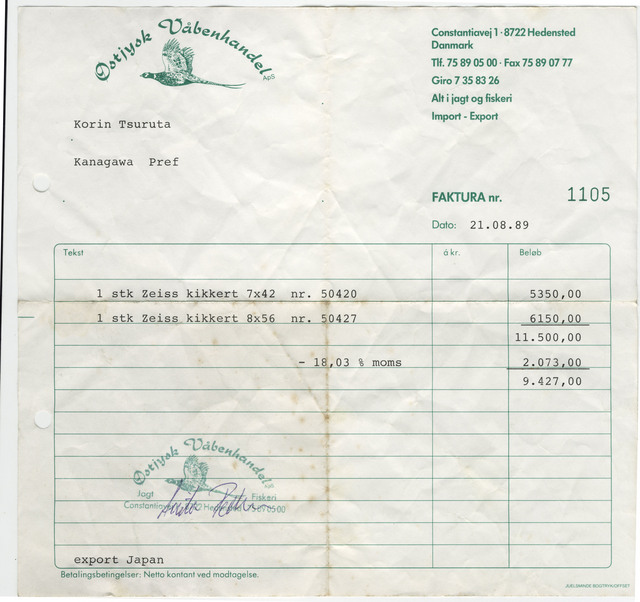 Østjysk Våbenhandel ApS
Constantiavej 1 · 8722 Hedensted
Danmark
Tlf. 75 89 05 00 · Fax 75 89 07 77
Giro 7 35 83 26
Alt i jagt og fiskeri
Import - Export
Korin Tsuruta
Kanagawa Pref
FAKTURA nr. 1105
Dato: 21.08.89
Tekst á kr. Beløb
1 stk Zeiss kikkert 7x42 nr. 50420 5350,00
1 stk Zeiss kikkert 8x56 nr. 50427 6150,00
11.500,00
- 18,03 % moms 2.073,00
9.427,00
Østjysk Våbenhandel ApS
Jagt Fiskeri
export Japan
Betalingsbetingelser: Netto kontant ved modtagelse.